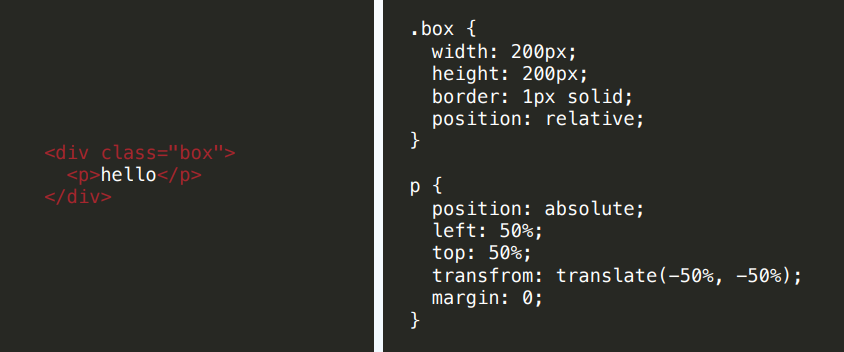 <div class="box">
  <p>hello</p>
</div>
.box {
  width: 200px;
  height: 200px;
  border: 1px solid;
  position: relative;
}

p {
  position: absolute;
  left: 50%;
  top: 50%;
  transfrom: translate(-50%, -50%);
  margin: 0;
}